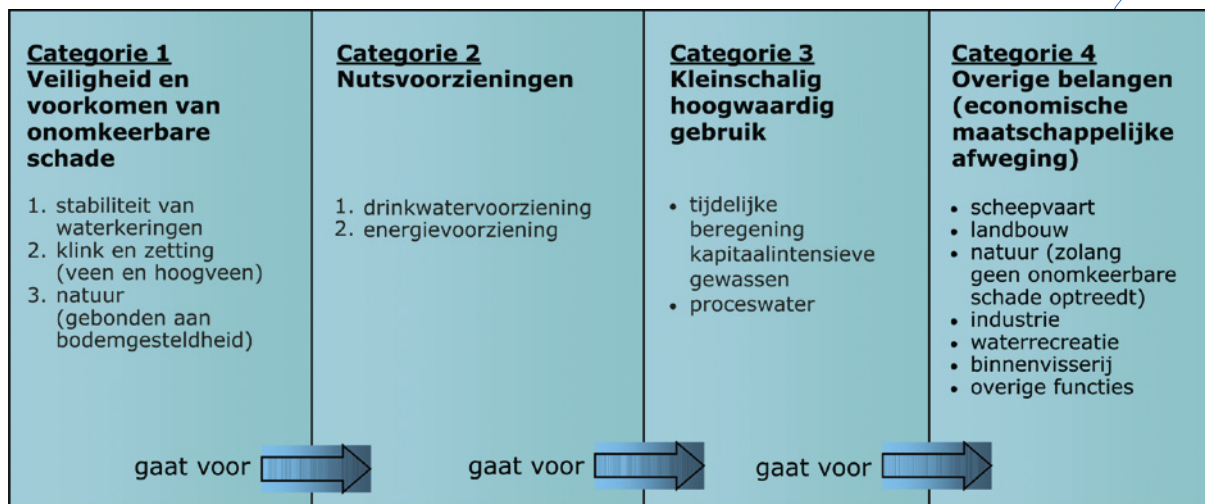 Categorie 1
Veiligheid en
voorkomen van
onomkeerbare
schade
1. stabiliteit van
waterkeringen
2. klink en zetting
(veen en hoogveen)
3. natuur
(gebonden aan
bodemgesteldheid)
gaat voor
Categorie 2
Nutsvoorzieningen
1. drinkwatervoorziening
2. energievoorziening
gaat voor
Categorie 3
Kleinschalig
hoogwaardig
gebruik
• tijdelijke
beregening
kapitaalintensieve
gewassen
• proceswater
gaat voor
Categorie 4
Overige belangen
(economische
maatschappelijke
afweging)
• scheepvaart
• landbouw
• natuur (zolang
geen onomkeerbare
schade optreedt)
• industrie
• waterrecreatie
• binnenvisserij
• overige functies